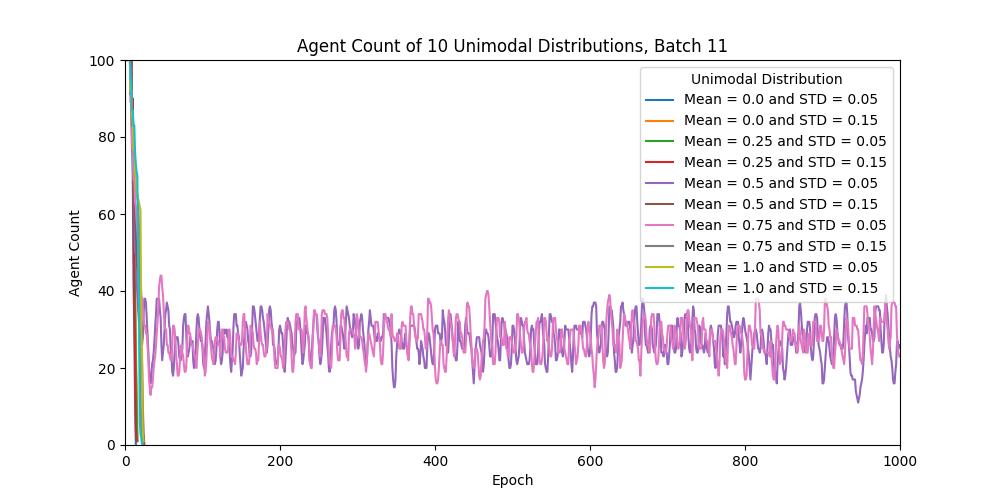 Agent Count of 10 Unimodal Distributions, Batch 11
100
80
60
40
20
0
Agent Count
0 200 400 600 800 1000
Epoch
Unimodal Distribution
Mean = 0.0 and STD = 0.05
Mean = 0.0 and STD = 0.15
Mean = 0.25 and STD = 0.05
Mean = 0.25 and STD = 0.15
Mean = 0.5 and STD = 0.05
Mean = 0.5 and STD = 0.15
Mean = 0.75 and STD = 0.05
Mean = 0.75 and STD = 0.15
Mean = 1.0 and STD = 0.05
Mean = 1.0 and STD = 0.15